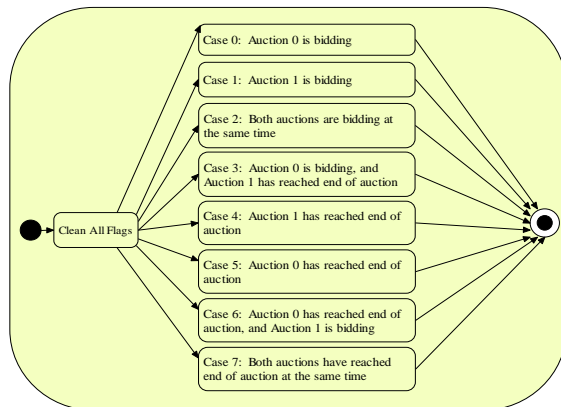 Case 0: Auction 0 is bidding
Case 1: Auction 1 is bidding
Case 2: Both auctions are bidding at
the same time
Case 3: Auction 0 is bidding, and
Auction 1 has reached end of auction
Clean All Flags
Case 4: Auction 1 has reached end of
auction
Case 5: Auction 0 has reached end of
auction
Case 6: Auction 0 has reached end of
auction, and Auction 1 is bidding
Case 7: Both auctions have reached
end of auction at the same time